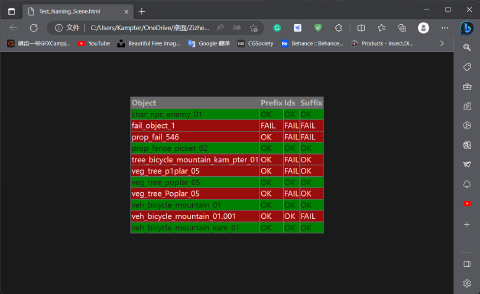 Test_Naming_Scene.html
文件
C:/Users/Kampter/OneDrive/桌面/Zizhe...
YouTube
Beautiful Free Imag...
Google 翻译
CGSociety
Behance :: Behance...
Products - Insect.Di...
Object Prefix Ids Suffix
char_npc_enemy_01 OK OK OK
fail_object_1 FAIL FAIL FAIL
prop_fail_546 OK FAIL FAIL
prop_fence_picket_02 OK OK OK
tree_bicycle_mountain_kam_pter_01 OK FAIL OK
veg_tree_p1plar_05 OK FAIL OK
veg_tree_poplar_05 OK OK OK
veg_tree_Poplar_05 OK FAIL OK
veh_bicycle_mountain_01 OK OK OK
veh_bicycle_mountain_01.001 OK OK FAIL
veh_bicycle_mountain_kam_01 OK OK OK